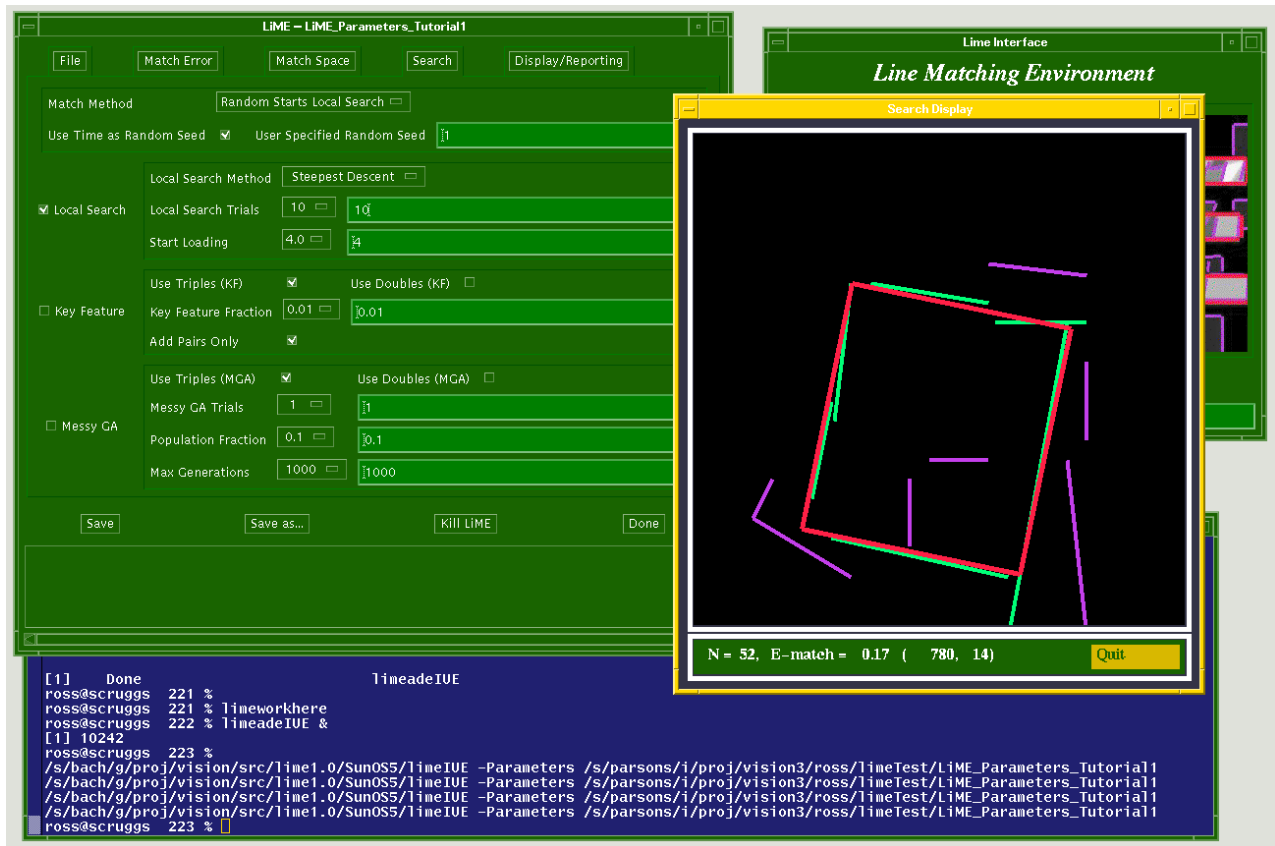 LiME – LiME_Parameters_Tutorial1
File Match Error Match Space Search Display/Reporting
Match Method Random Starts Local Search
Use Time as Random Seed User Specified Random Seed 1
Local Search Method Steepest Descent
Local Search Local Search Trials 10 10
Start Loading 4.0 4
Use Triples (KF) Use Doubles (KF)
Key Feature Key Feature Fraction 0.01 0.01
Add Pairs Only
Use Triples (MGA) Use Doubles (MGA)
Messy GA Trials 1 1
Messy GA
Population Fraction 0.1 0.1
Max Generations 1000 1000
Save Save as... Kill LiME Done
Lime Interface
Line Matching Environment
Search Display
N = 52, E-match = 0.17 ( 780, 14) Quit
[1] Done limeadeIVE
ross@scruggs 221 %
ross@scruggs 221 % limeworkhere
ross@scruggs 222 % limeadeIVE &
[1] 10242
ross@scruggs 223 %
/s/bach/g/proj/vision/src/lime1.0/SunOS5/limeIVE -Parameters /s/parsons/i/proj/vision3/ross/limeTest/LiME_Parameters_Tutorial1
/s/bach/g/proj/vision/src/lime1.0/SunOS5/limeIVE -Parameters /s/parsons/i/proj/vision3/ross/limeTest/LiME_Parameters_Tutorial1
/s/bach/g/proj/vision/src/lime1.0/SunOS5/limeIVE -Parameters /s/parsons/i/proj/vision3/ross/limeTest/LiME_Parameters_Tutorial1
/s/bach/g/proj/vision/src/lime1.0/SunOS5/limeIVE -Parameters /s/parsons/i/proj/vision3/ross/limeTest/LiME_Parameters_Tutorial1
ross@scruggs 223 %